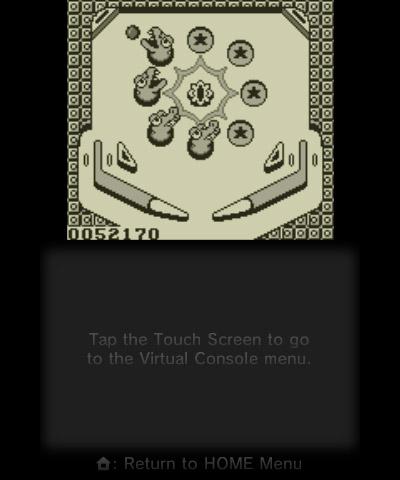 0052170
Tap the Touch Screen to go
to the Virtual Console menu.
: Return to HOME Menu